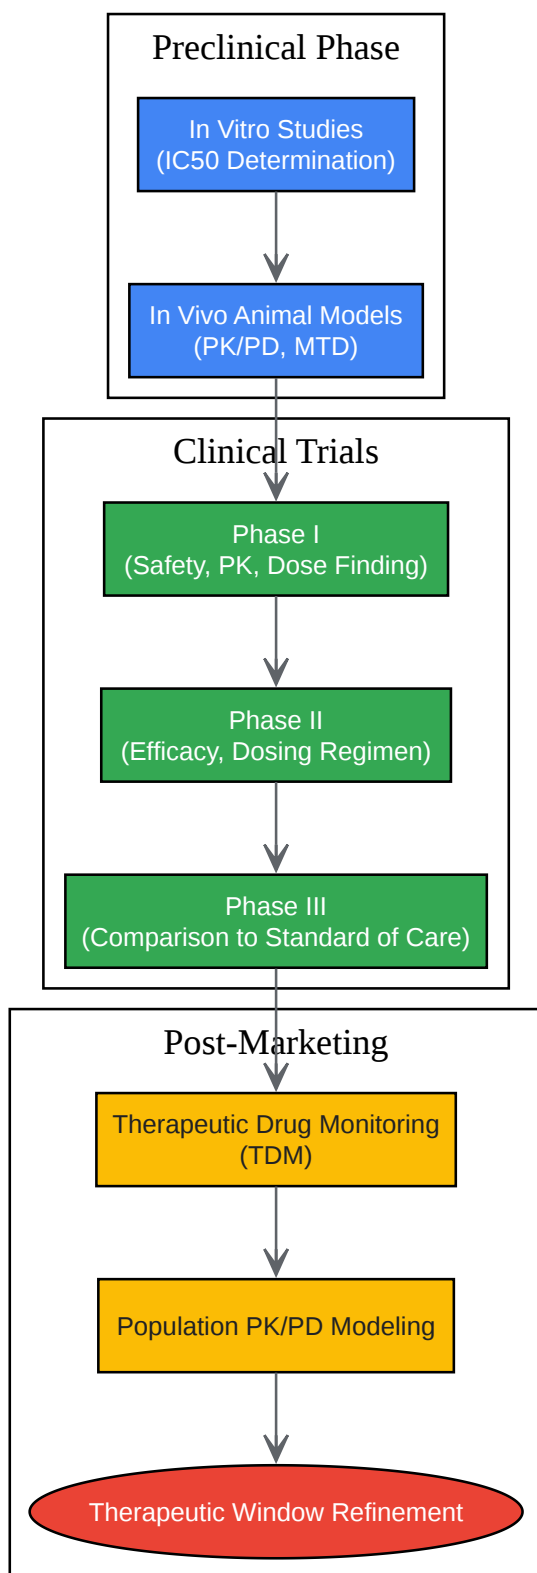 Preclinical Phase
In Vitro Studies
(IC50 Determination)
In Vivo Animal Models
(PK/PD, MTD)
Clinical Trials
Phase I
(Safety, PK, Dose Finding)
Phase II
(Efficacy, Dosing Regimen)
Phase III
(Comparison to Standard of Care)
Post-Marketing
Therapeutic Drug Monitoring
(TDM)
Population PK/PD Modeling
Therapeutic Window Refinement